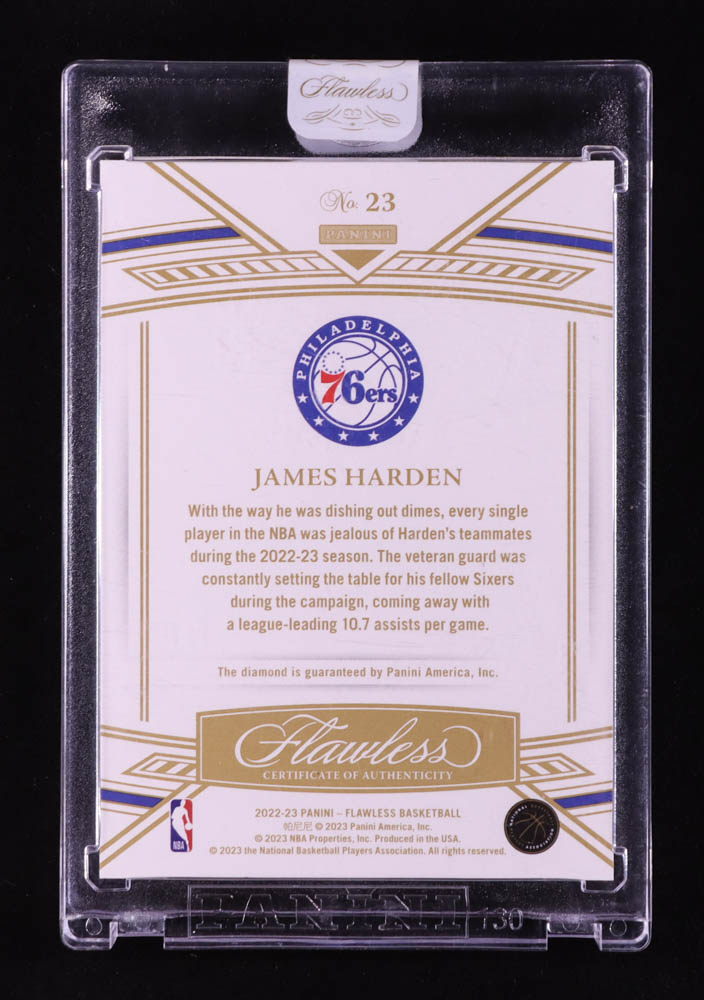 Flawless
No. 23
PANINI
PHILADELPHIA
76ers
JAMES HARDEN
With the way he was dishing out dimes, every single
player in the NBA was jealous of Harden's teammates
during the 2022-23 season. The veteran guard was
constantly setting the table for his fellow Sixers
during the campaign, coming away with
a league-leading 10.7 assists per game.
The diamond is guaranteed by Panini America, Inc.
Flawless
CERTIFICATE OF AUTHENTICITY
2022-23 PANINI – FLAWLESS BASKETBALL
帕尼尼 © 2023 Panini America, Inc.
© 2023 NBA Properties, Inc. Produced in the USA.
© 2023 the National Basketball Players Association. All rights reserved.
NBA
NATIONAL BASKETBALL
ASSOCIATION
PANINI
130